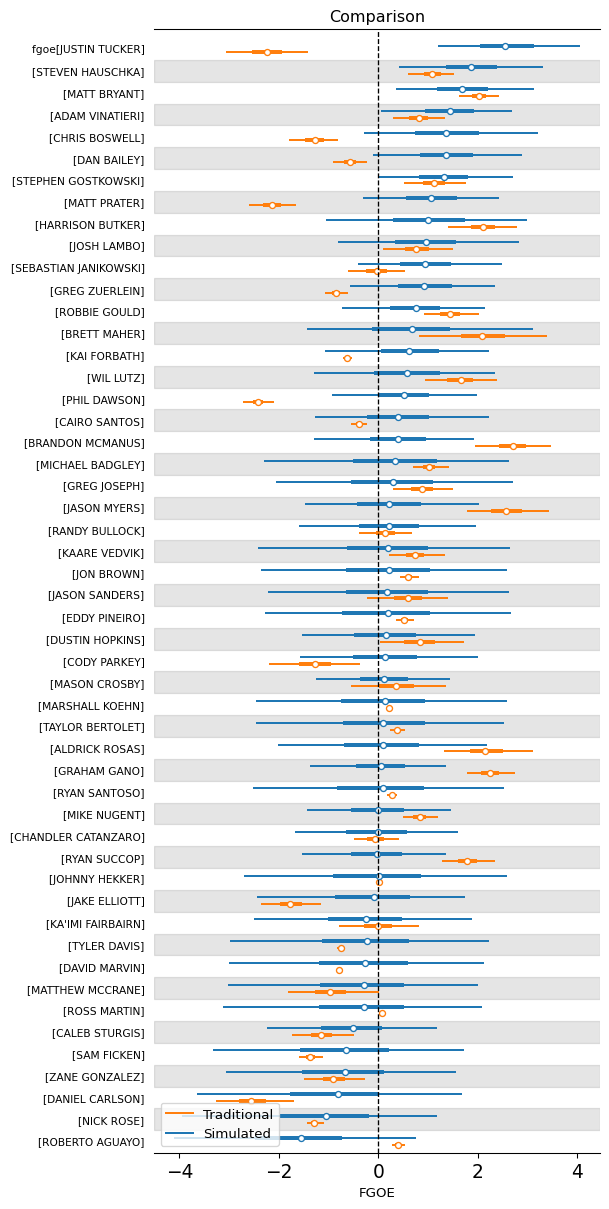 Comparison
fgoe[JUSTIN TUCKER]
[STEVEN HAUSCHKA]
[MATT BRYANT]
[ADAM VINATIERI]
[CHRIS BOSWELL]
[DAN BAILEY]
[STEPHEN GOSTKOWSKI]
[MATT PRATER]
[HARRISON BUTKER]
[JOSH LAMBO]
[SEBASTIAN JANIKOWSKI]
[GREG ZUERLEIN]
[ROBBIE GOULD]
[BRETT MAHER]
[KAI FORBATH]
[WIL LUTZ]
[PHIL DAWSON]
[CAIRO SANTOS]
[BRANDON MCMANUS]
[MICHAEL BADGLEY]
[GREG JOSEPH]
[JASON MYERS]
[RANDY BULLOCK]
[KAARE VEDVIK]
[JON BROWN]
[JASON SANDERS]
[EDDY PINEIRO]
[DUSTIN HOPKINS]
[CODY PARKEY]
[MASON CROSBY]
[MARSHALL KOEHN]
[TAYLOR BERTOLET]
[ALDRICK ROSAS]
[GRAHAM GANO]
[RYAN SANTOSO]
[MIKE NUGENT]
[CHANDLER CATANZARO]
[RYAN SUCCOP]
[JOHNNY HEKKER]
[JAKE ELLIOTT]
[KA'IMI FAIRBAIRN]
[TYLER DAVIS]
[DAVID MARVIN]
[MATTHEW MCCRANE]
[ROSS MARTIN]
[CALEB STURGIS]
[SAM FICKEN]
[ZANE GONZALEZ]
[DANIEL CARLSON]
[NICK ROSE]
[ROBERTO AGUAYO]
Traditional
Simulated
−4 −2 0 2 4
FGOE